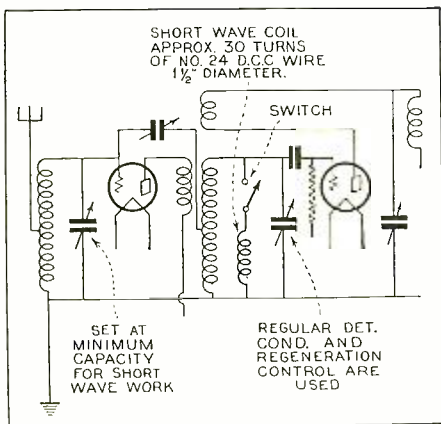 SHORT WAVE COIL
APPROX. 30 TURNS
OF NO. 24 D.C.C WIRE
1½" DIAMETER.
SWITCH
SET AT
MINIMUM
CAPACITY
FOR SHORT
WAVE WORK
REGULAR DET.
COND. AND
REGENERATION
CONTROL ARE
USED